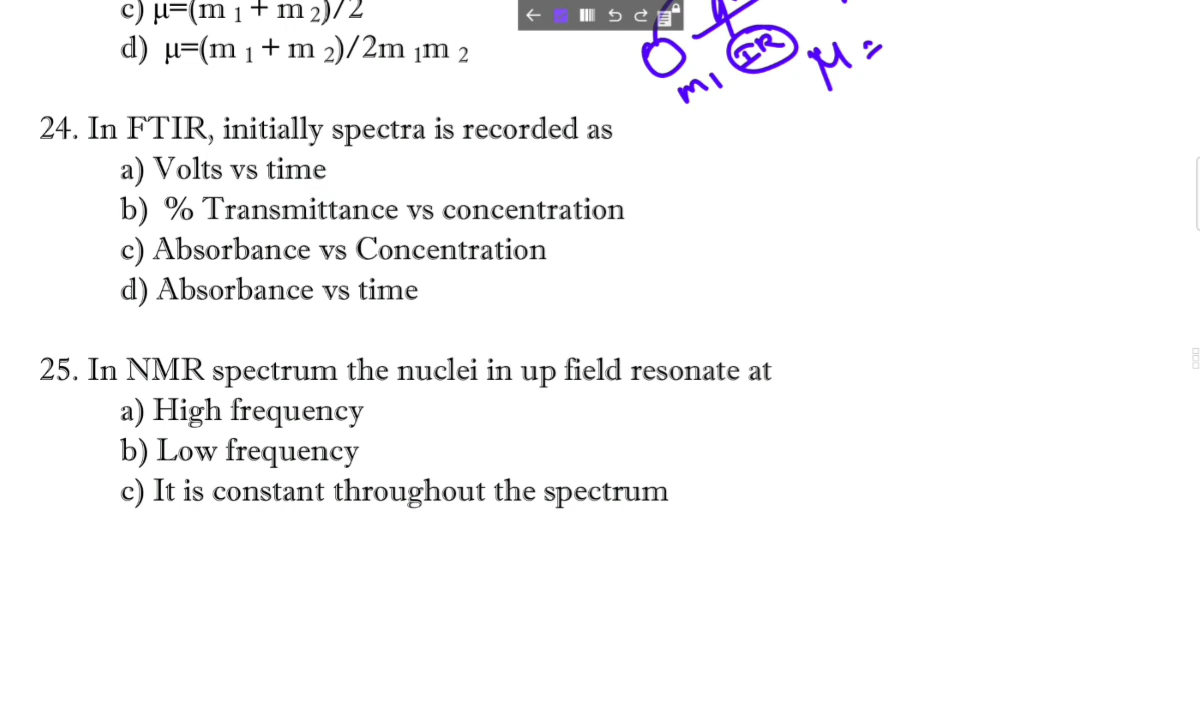 c) µ=(m 1 + m 2)/2
d) µ=(m 1 + m 2)/2m 1m 2
IR
m1
µ=
24. In FTIR, initially spectra is recorded as
a) Volts vs time
b) % Transmittance vs concentration
c) Absorbance vs Concentration
d) Absorbance vs time
25. In NMR spectrum the nuclei in up field resonate at
a) High frequency
b) Low frequency
c) It is constant throughout the spectrum